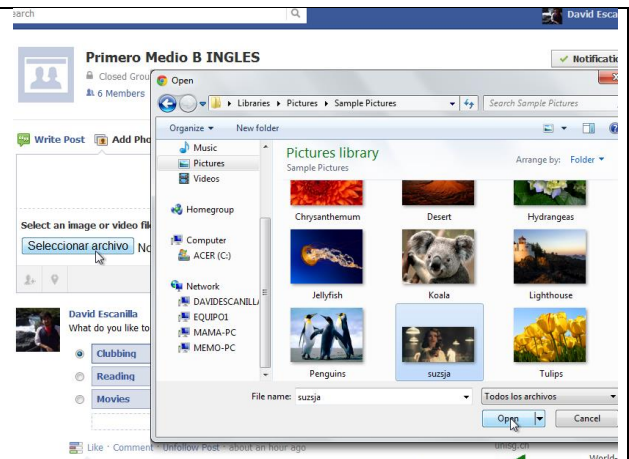 earch
David Esca
Primero Medio B INGLES
Notificatio
Closed Grou
6 Members
Open
Libraries Pictures Sample Pictures
Search Sample Pictures
Organize New folder
Write Post Add Pho
Music
Pictures
Videos
Homegroup
Computer
ACER (C:)
Network
DAVIDESCANILL
EQUIPO1
MAMA-PC
MEMO-PC
Pictures library
Sample Pictures
Arrange by: Folder
Chrysanthemum Desert Hydrangeas
Jellyfish Koala Lighthouse
Penguins suzsja Tulips
Select an image or video fil
Seleccionar archivo No
David Escanilla
What do you like to
Clubbing
Reading
Movies
File name: suzsja
Todos los archivos
Open Cancel
Like · Comment · Unfollow Post · about an hour ago
unisg.ch
World-